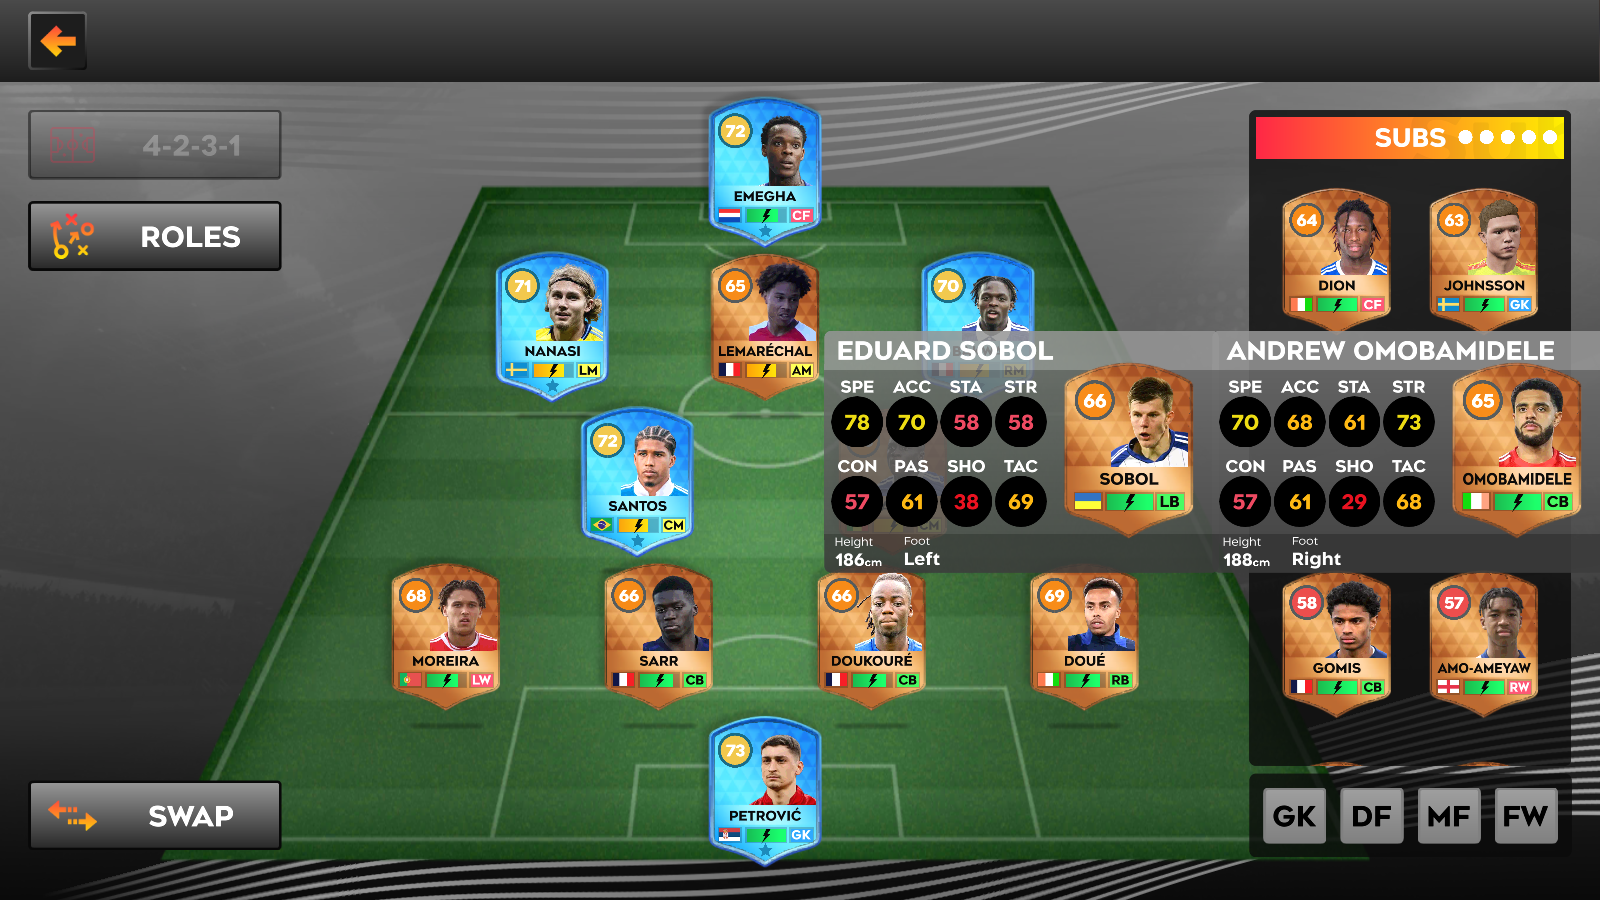 4-2-3-1
ROLES
SWAP
72
EMEGHA
CF
71
NANASI
LM
65
LEMARÉCHAL
AM
70
RM
72
SANTOS
CM
CM
68
MOREIRA
LW
66
SARR
CB
66
DOUKOURÉ
CB
69
DOUÉ
RB
73
PETROVIĆ
GK
EDUARD SOBOL
SPE ACC STA STR
78 70 58 58
CON PAS SHO TAC
57 61 38 69
Height Foot
186cm Left
66
SOBOL
LB
ANDREW OMOBAMIDELE
SPE ACC STA STR
70 68 61 73
CON PAS SHO TAC
57 61 29 68
Height Foot
188cm Right
65
OMOBAMIDELE
CB
SUBS
64
DION
CF
63
JOHNSSON
GK
58
GOMIS
CB
57
AMO-AMEYAW
RW
GK DF MF FW